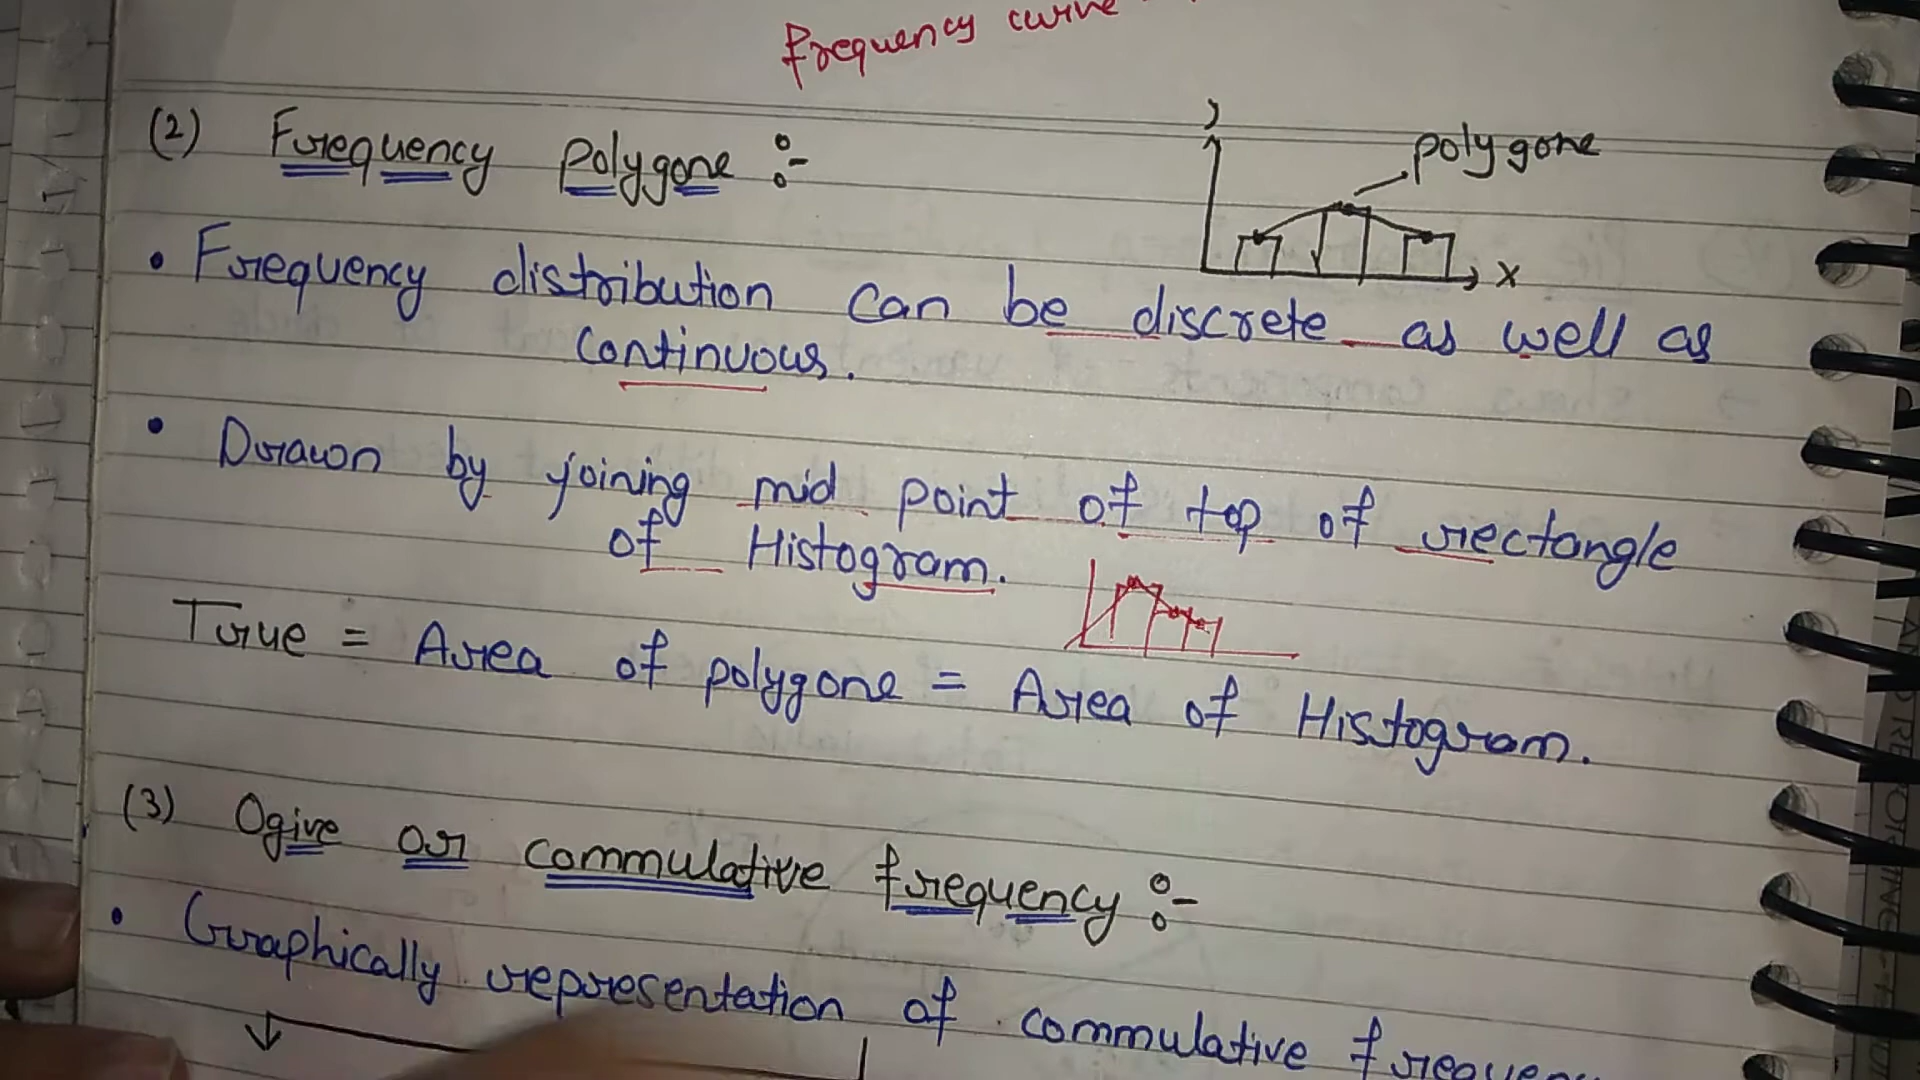 frequency curve
(2) Frequency polygone :-
polygone
x
• Frequency distribution can be discrete as well as
continuous.
• Drawn by joining mid point of top of rectangle
of Histogram.
True = Area of polygone = Area of Histogram.
(3) Ogive or commulative frequency :-
• Graphically representation of commulative